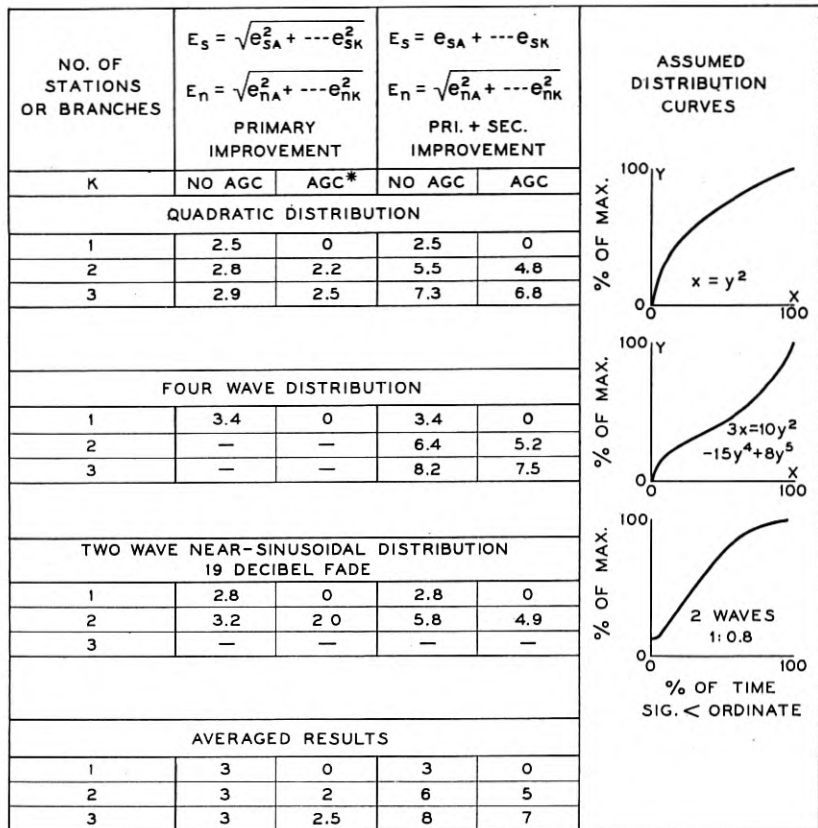 NO. OF STATIONS OR BRANCHES
E_S = √(e²_SA + ---e²_SK)
E_n = √(e²_nA + ---e²_nK)
PRIMARY IMPROVEMENT
E_S = e_SA + ---e_SK
E_n = √(e²_nA + ---e²_nK)
PRI. + SEC. IMPROVEMENT
ASSUMED DISTRIBUTION CURVES
K NO AGC AGC* NO AGC AGC
QUADRATIC DISTRIBUTION
1 2.5 0 2.5 0
2 2.8 2.2 5.5 4.8
3 2.9 2.5 7.3 6.8
FOUR WAVE DISTRIBUTION
1 3.4 0 3.4 0
2 — — 6.4 5.2
3 — — 8.2 7.5
TWO WAVE NEAR-SINUSOIDAL DISTRIBUTION
19 DECIBEL FADE
1 2.8 0 2.8 0
2 3.2 2 0 5.8 4.9
3 — — — —
AVERAGED RESULTS
1 3 0 3 0
2 3 2 6 5
3 3 2.5 8 7
% OF MAX.
100 Y
x = y²
0 X
0 100
% OF MAX.
100 Y
3x=10y²
-15y⁴+8y⁵
0 X
0 100
% OF MAX.
100
2 WAVES
1:0.8
0
0 100
% OF TIME
SIG. < ORDINATE